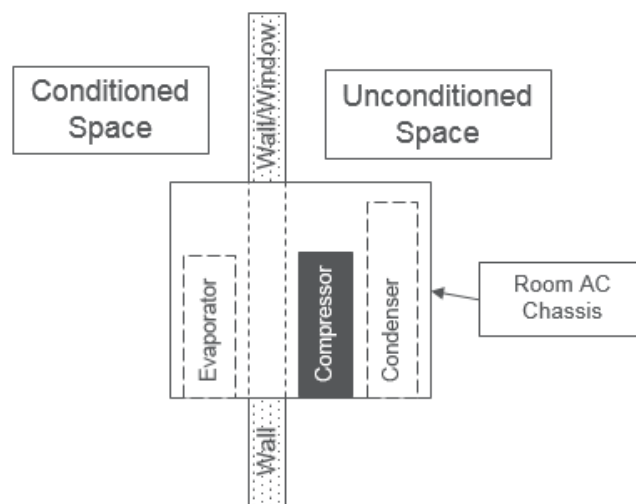 Conditioned
Space
Wall/Window
Unconditioned
Space
Evaporator
Compressor
Condenser
Room AC
Chassis
Wall